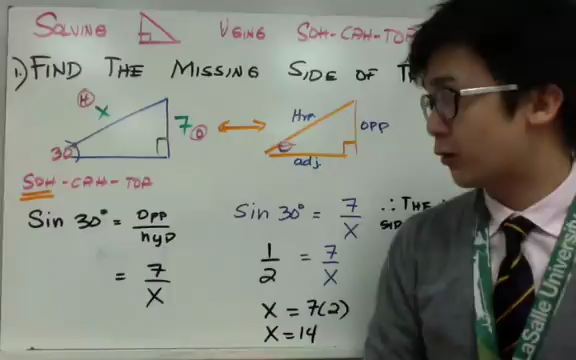 SOLVING USING SOH-CAH-TOA
1.) FIND THE MISSING SIDE OF
H
x
7 O
30°
Hyp
opp
θ
adj
SOH-CAH-TOA
Sin 30° = opp/hyp
= 7/x
Sin 30° = 7/x
1/2 = 7/x
x = 7(2)
x = 14
∴ THE
LaSalle University